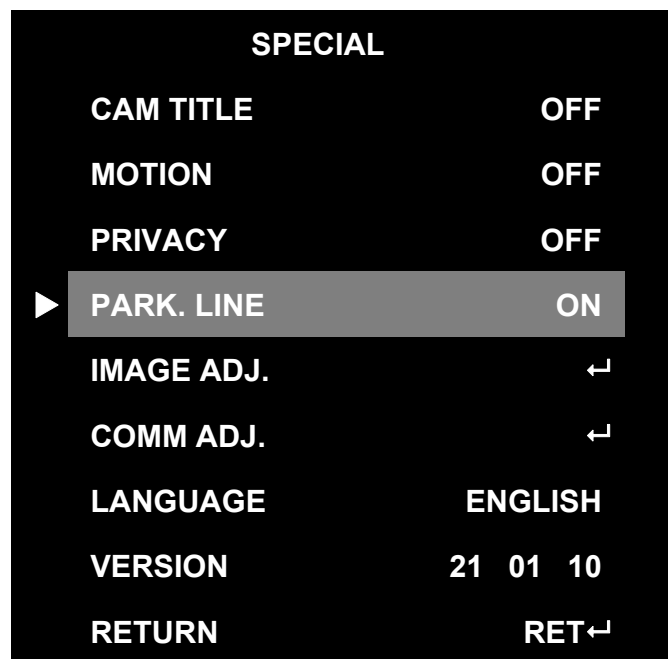 SPECIAL
CAM TITLE OFF
MOTION OFF
PRIVACY OFF
PARK. LINE ON
IMAGE ADJ. ↵
COMM ADJ. ↵
LANGUAGE ENGLISH
VERSION 21 01 10
RETURN RET↵